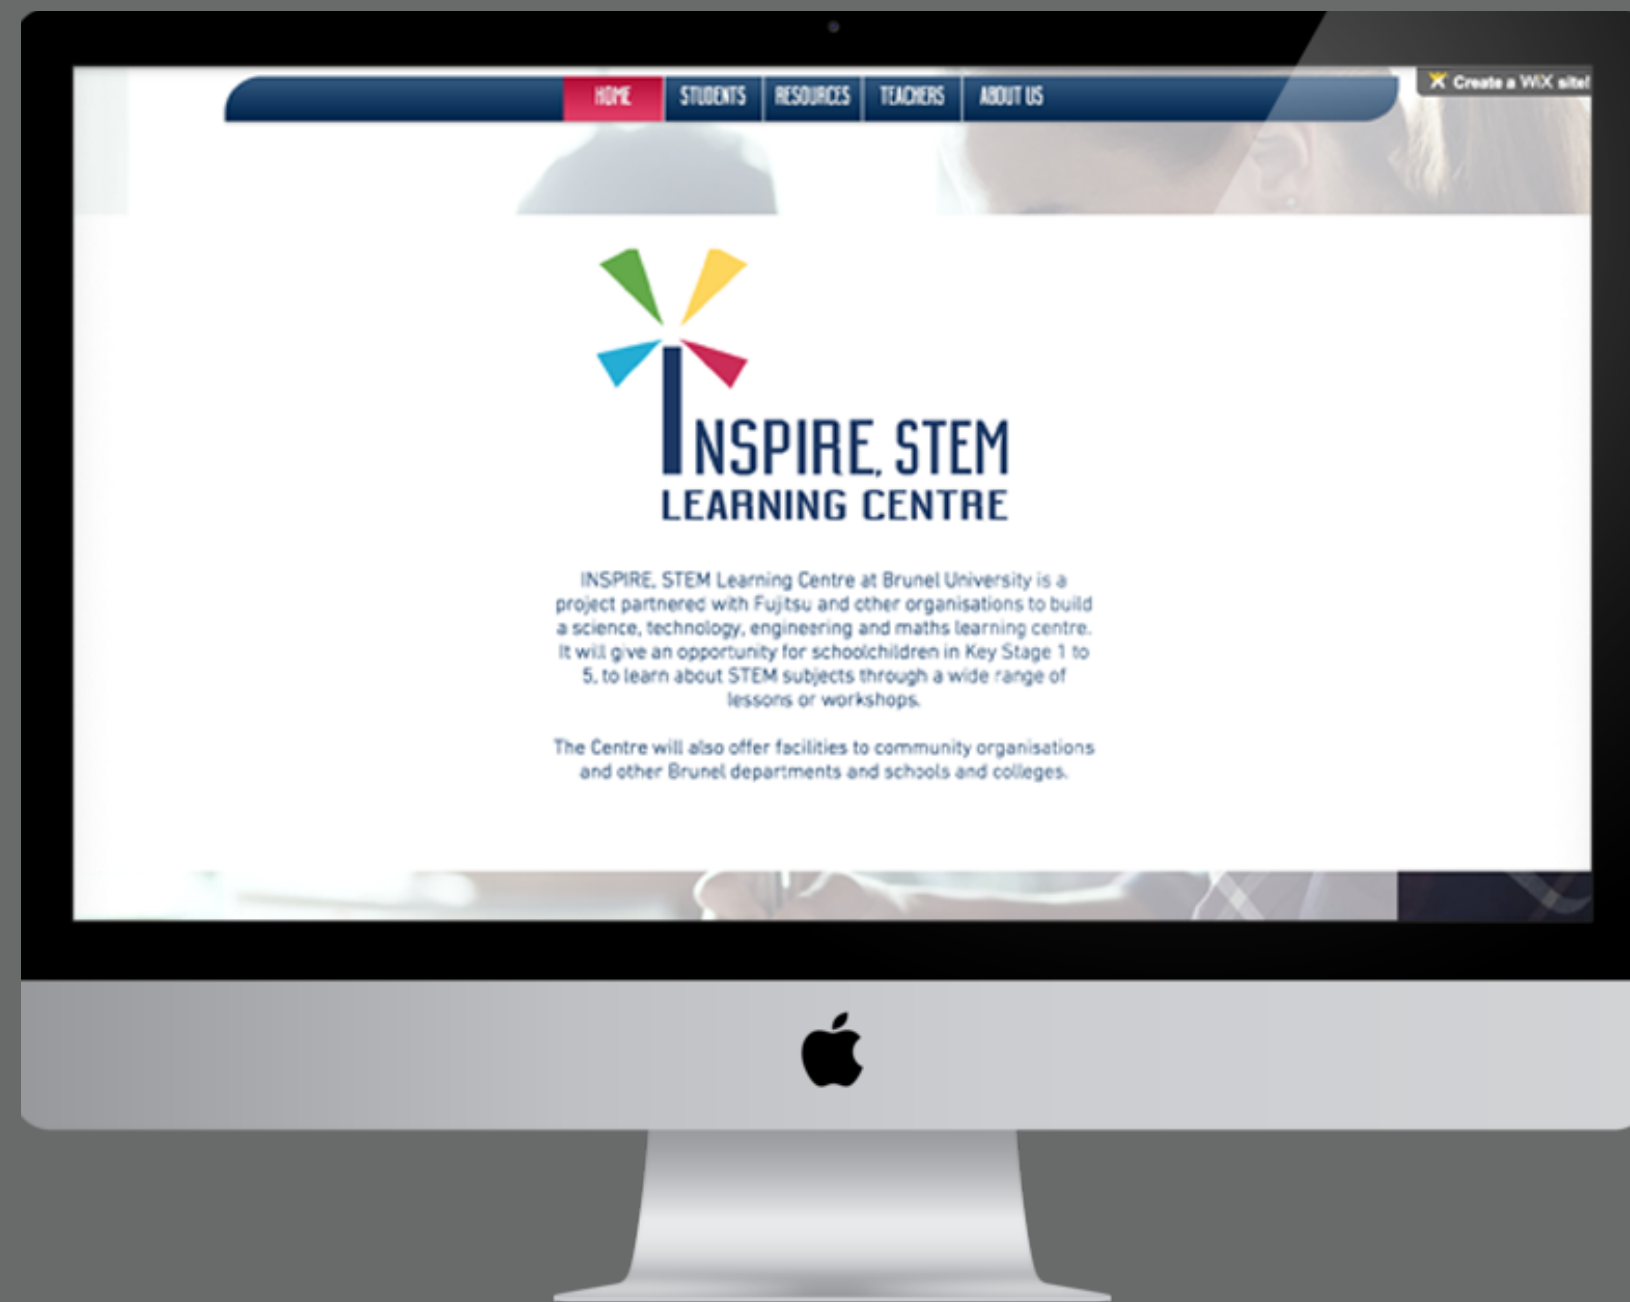 HOME STUDENTS RESOURCES TEACHERS ABOUT US
Create a WiX site!
INSPIRE, STEM
LEARNING CENTRE
INSPIRE, STEM Learning Centre at Brunel University is a
project partnered with Fujitsu and other organisations to build
a science, technology, engineering and maths learning centre.
It will give an opportunity for schoolchildren in Key Stage 1 to
5, to learn about STEM subjects through a wide range of
lessons or workshops.
The Centre will also offer facilities to community organisations
and other Brunel departments and schools and colleges.